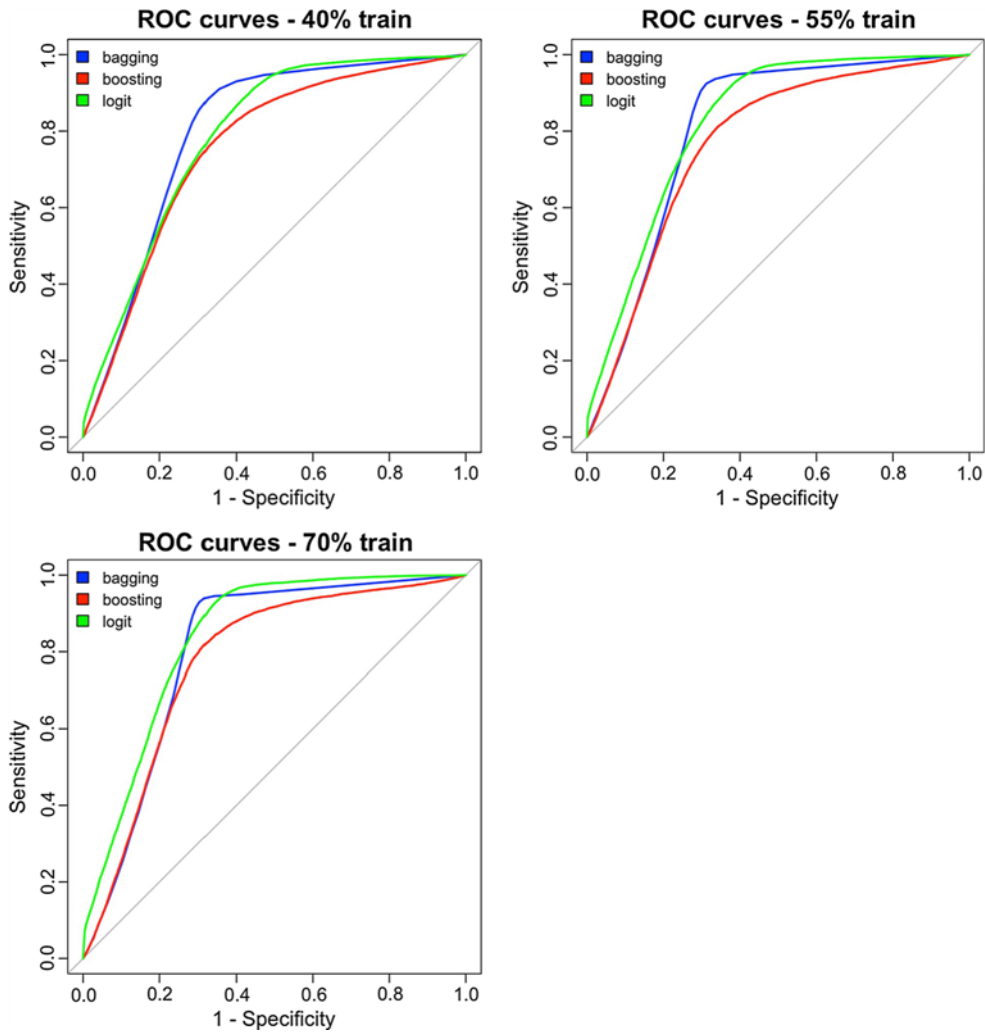 ROC curves - 40% train
bagging
boosting
logit
Sensitivity
0.0 0.2 0.4 0.6 0.8 1.0
0.0 0.2 0.4 0.6 0.8 1.0
1 - Specificity
ROC curves - 55% train
bagging
boosting
logit
Sensitivity
0.0 0.2 0.4 0.6 0.8 1.0
0.0 0.2 0.4 0.6 0.8 1.0
1 - Specificity
ROC curves - 70% train
bagging
boosting
logit
Sensitivity
0.0 0.2 0.4 0.6 0.8 1.0
0.0 0.2 0.4 0.6 0.8 1.0
1 - Specificity